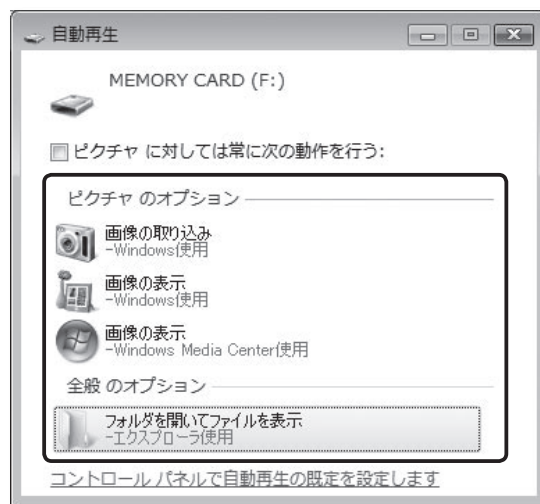 自動再生
MEMORY CARD (F:)
ピクチャ に対しては常に次の動作を行う:
ピクチャ のオプション
画像の取り込み
-Windows使用
画像の表示
-Windows使用
画像の表示
-Windows Media Center使用
全般 のオプション
フォルダを開いてファイルを表示
-エクスプローラ使用
コントロール パネルで自動再生の既定を設定します